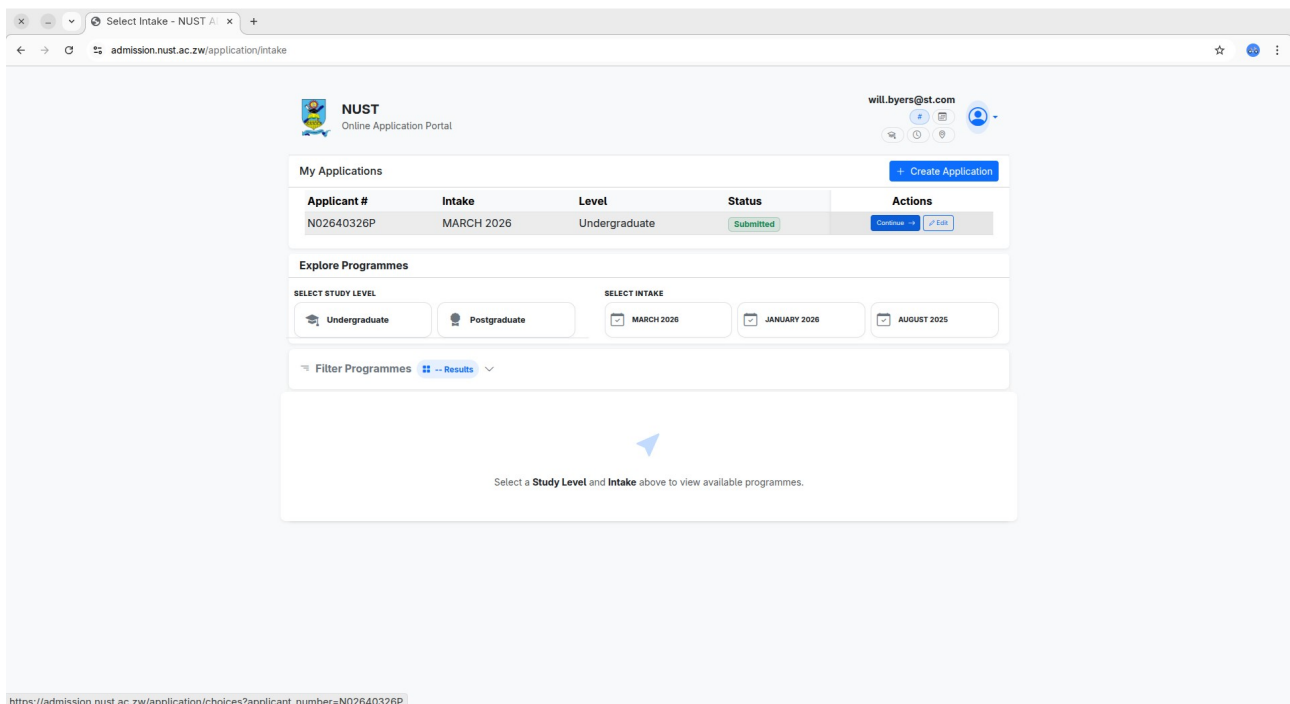 Select Intake - NUST A
admission.nust.ac.zw/application/intake
NUST
Online Application Portal
will.byers@st.com
#
My Applications
+ Create Application
Applicant # Intake Level Status Actions
N02640326P MARCH 2026 Undergraduate Submitted Continue → Edit
Explore Programmes
SELECT STUDY LEVEL SELECT INTAKE
Undergraduate Postgraduate MARCH 2026 JANUARY 2026 AUGUST 2025
Filter Programmes -- Results
Select a Study Level and Intake above to view available programmes.
https://admission.nust.ac.zw/application/choices?applicant_number=N02640326P